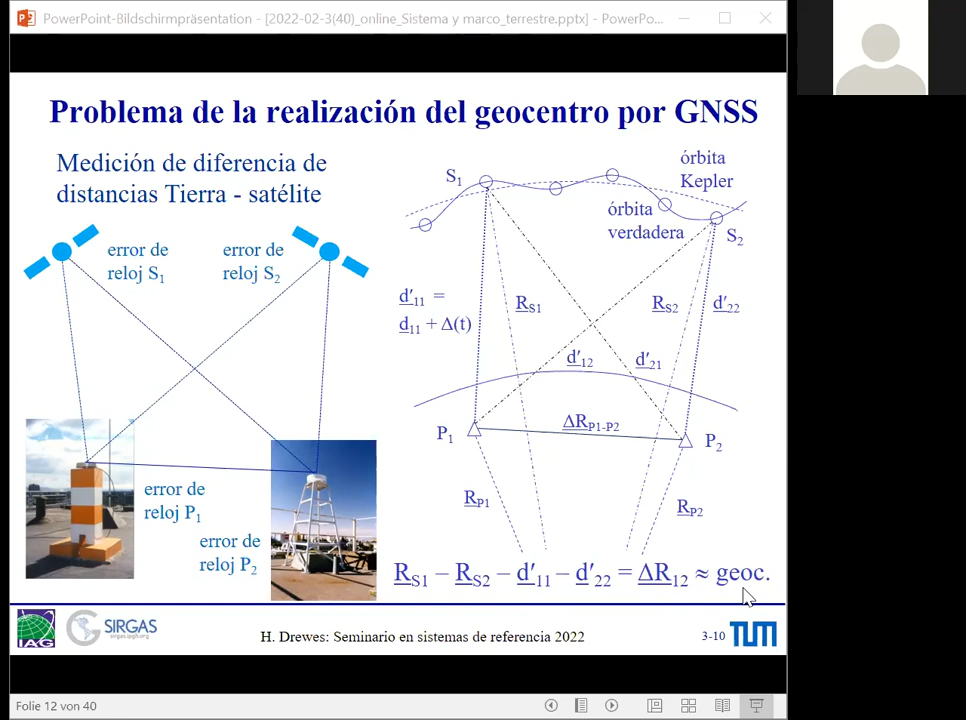 PowerPoint-Bildschirmpräsentation - [2022-02-3(40)_online_Sistema y marco_terrestre.pptx] - PowerPo...
Problema de la realización del geocentro por GNSS
Medición de diferencia de
distancias Tierra - satélite
error de
reloj S₁
error de
reloj S₂
error de
reloj P₁
error de
reloj P₂
órbita
Kepler
S₁
órbita
verdadera
S₂
d′₁₁ =
d₁₁ + Δ(t)
R_S1
R_S2
d′₂₂
d′₁₂
d′₂₁
ΔR_P1-P2
P₁
P₂
R_P1
R_P2
R_S1 – R_S2 – d′₁₁ – d′₂₂ = ΔR₁₂ ≈ geoc.
IAG
SIRGAS
sirgas.ipgh.org
H. Drewes: Seminario en sistemas de referencia 2022
3-10
TUM
Folie 12 von 40